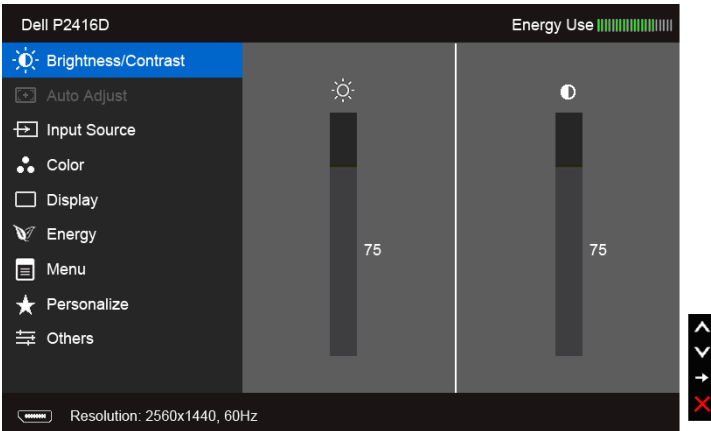 Dell P2416D
Energy Use
Brightness/Contrast
Auto Adjust
Input Source
Color
Display
Energy
Menu
Personalize
Others
75
75
Resolution: 2560x1440, 60Hz